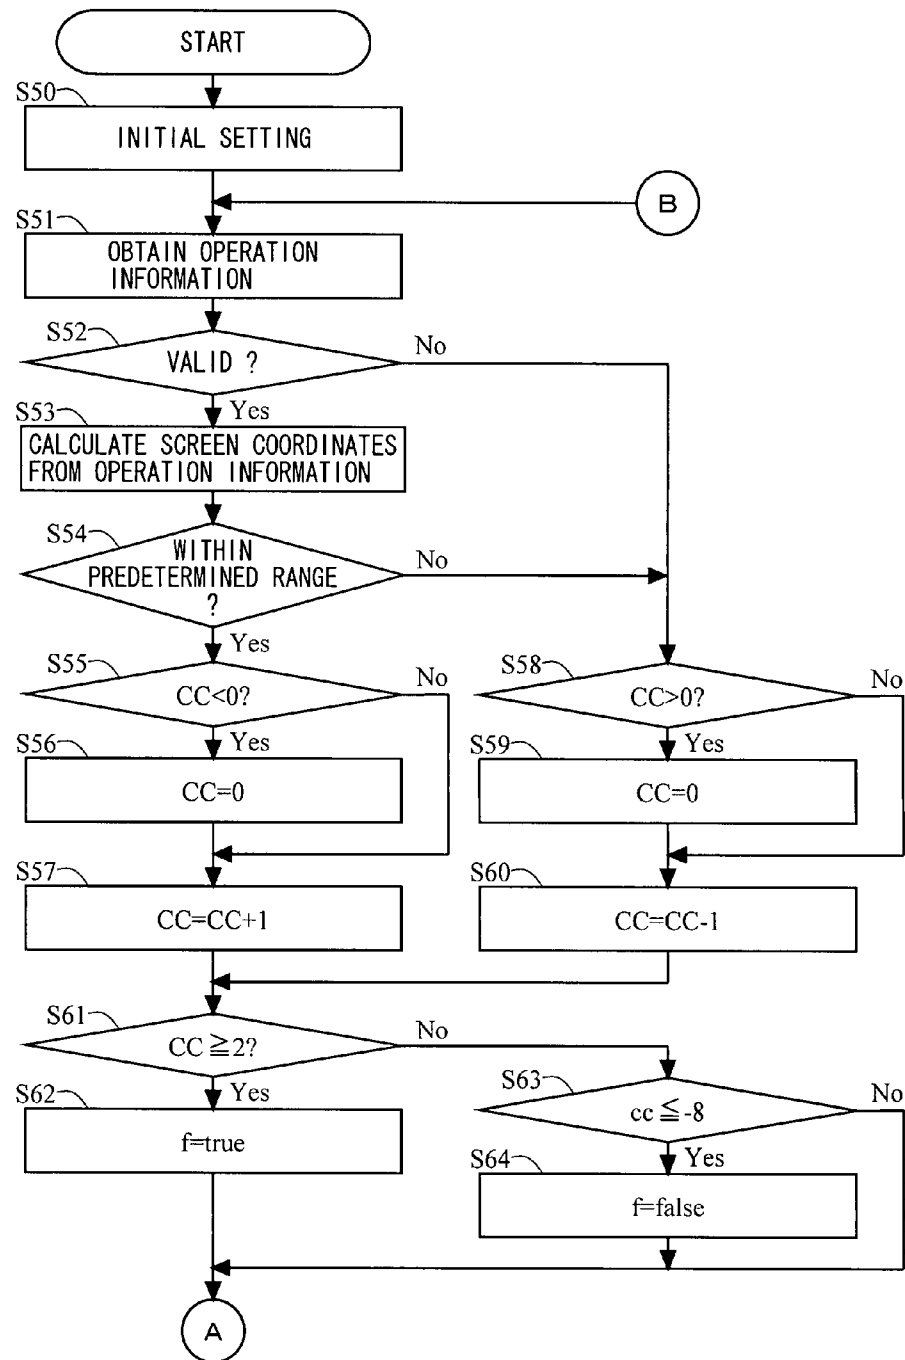 START
S50
INITIAL SETTING
B
S51
OBTAIN OPERATION
INFORMATION
S52
VALID ?
No
Yes
S53
CALCULATE SCREEN COORDINATES
FROM OPERATION INFORMATION
S54
WITHIN
PREDETERMINED RANGE
?
No
Yes
S55
CC<0?
No
Yes
S56
CC=0
S57
CC=CC+1
S58
CC>0?
No
Yes
S59
CC=0
S60
CC=CC-1
S61
CC≧2?
No
Yes
S62
f=true
S63
cc≦-8
No
Yes
S64
f=false
A